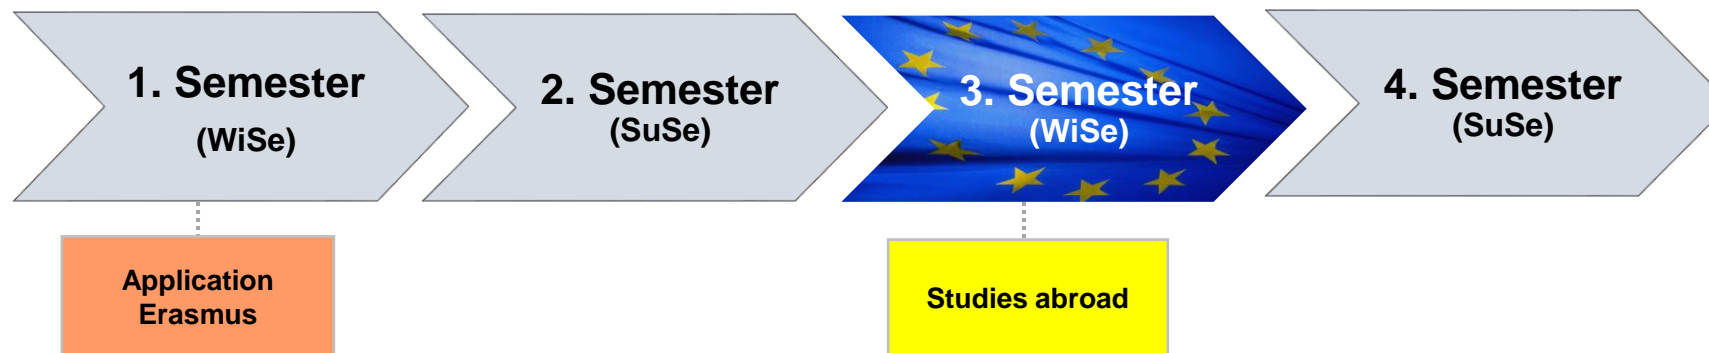 1. Semester
(WiSe)
2. Semester
(SuSe)
3. Semester
(WiSe)
4. Semester
(SuSe)
Application
Erasmus
Studies abroad